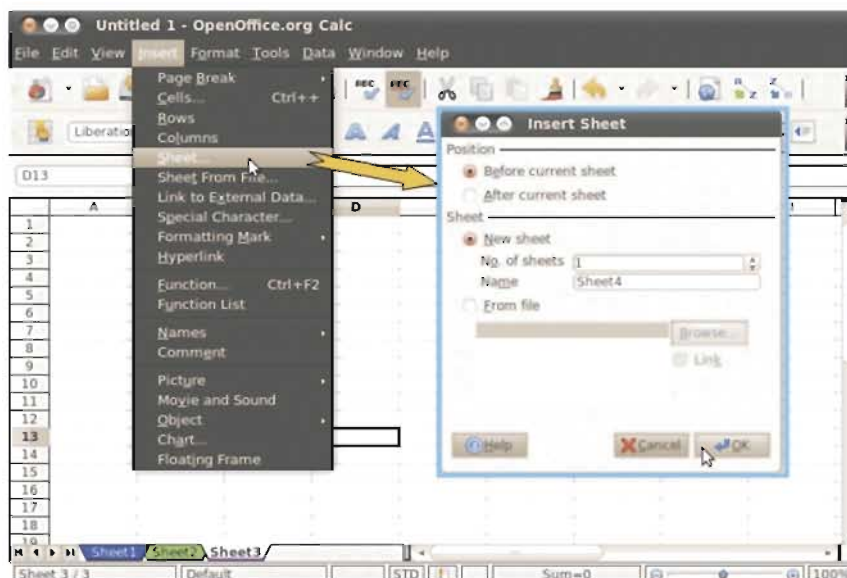 Untitled 1 - OpenOffice.org Calc
File Edit View Insert Format Tools Data Window Help
Page Break
Cells... Ctrl++
Rows
Columns
Sheet...
Sheet From File...
Link to External Data...
Special Character...
Formatting Mark
Hyperlink
Function... Ctrl+F2
Function List
Names
Comment
Picture
Movie and Sound
Object
Chart...
Floating Frame
ABC ABC
Liberatio
D13
A D
1
2
3
4
5
6
7
8
9
10
11
12
13
14
15
16
17
18
19
Insert Sheet
Position
Before current sheet
After current sheet
Sheet
New sheet
No. of sheets 1
Name Sheet4
From file
Browse...
Link
Help Cancel OK
Sheet1 Sheet2 Sheet3
Sheet 3 / 3 Default STD Sum=0 100%